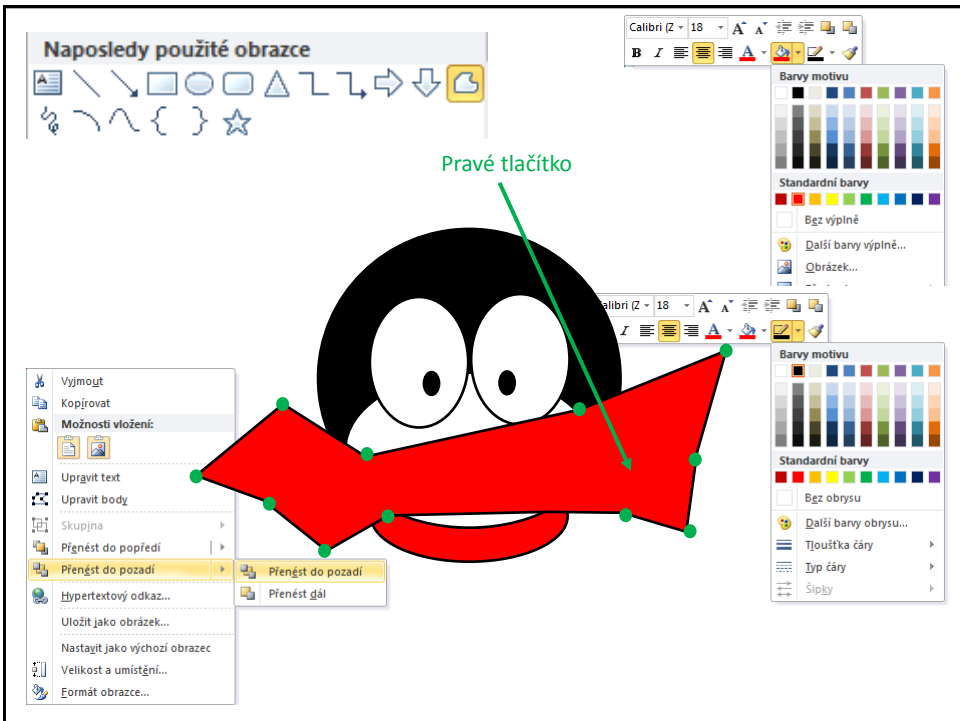 Naposledy použité obrazce
Calibri (Z 18 A A
B I A
Barvy motivu
Standardní barvy
Bez výplně
Další barvy výplně...
Obrázek...
Pravé tlačítko
alibri (Z 18 A A
I A
Barvy motivu
Standardní barvy
Bez obrysu
Další barvy obrysu...
Tloušťka čáry
Typ čáry
Šipky
Vyjmout
Kopírovat
Možnosti vložení:
Upravit text
Upravit body
Skupina
Přenést do popředí
Přenést do pozadí
Hypertextový odkaz...
Uložit jako obrázek...
Nastavit jako výchozí obrazec
Velikost a umístění...
Formát obrazce...
Přenést do pozadí
Přenést dál